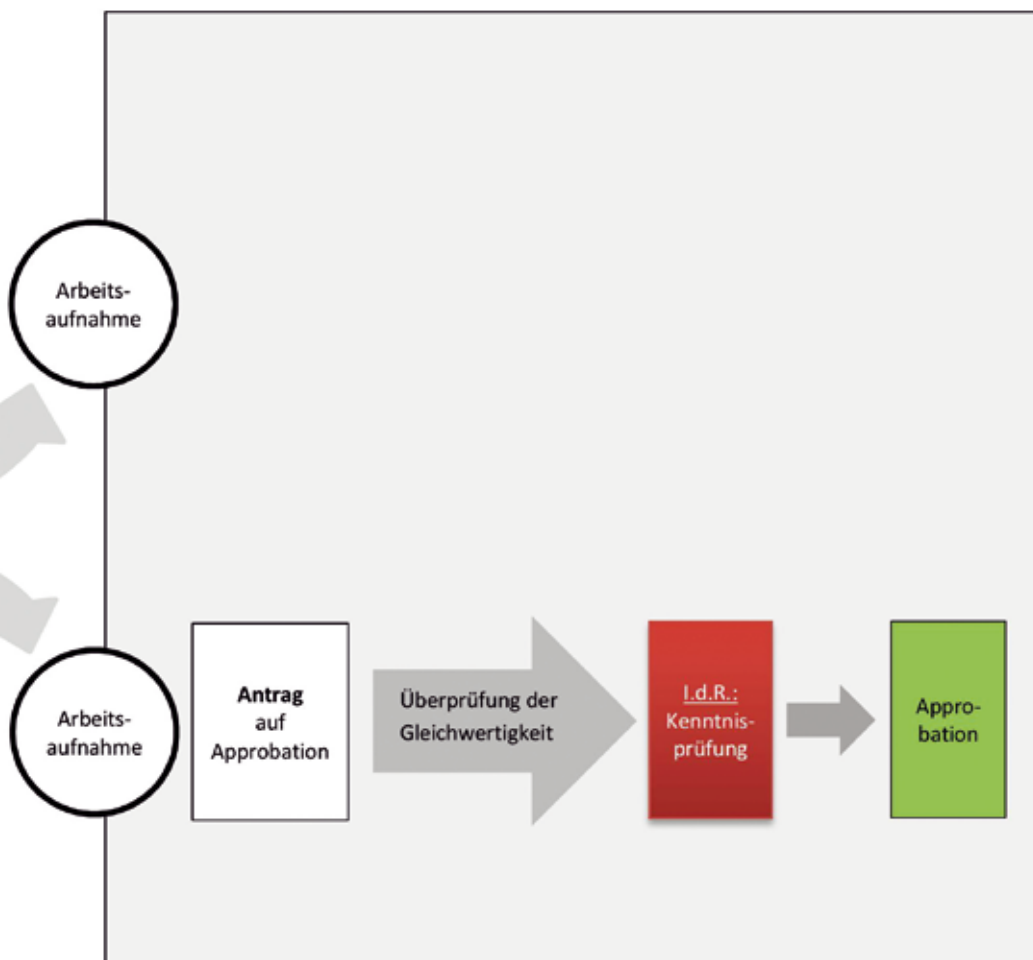 Arbeits-
aufnahme
Arbeits-
aufnahme
Antrag
auf
Approbation
Überprüfung der
Gleichwertigkeit
I.d.R.:
Kenntnis-
prüfung
Appro-
bation